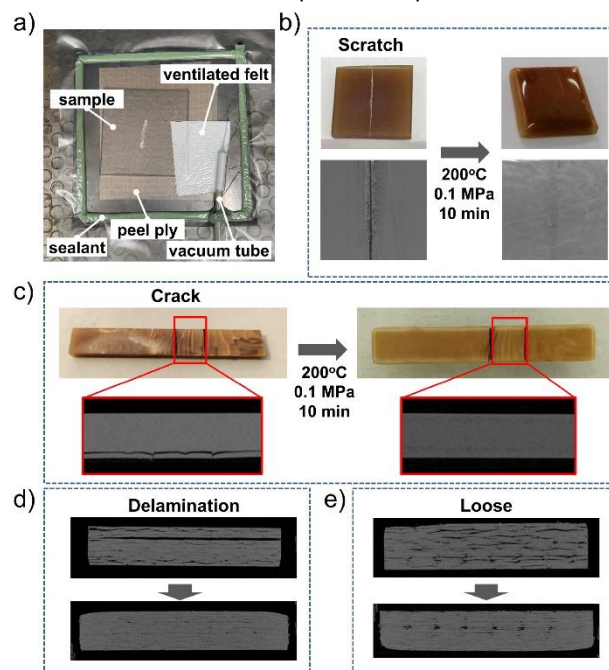 a)
ventilated felt
sample
peel ply
sealant
vacuum tube
b)
Scratch
200°C
0.1 MPa
10 min
c)
Crack
200°C
0.1 MPa
10 min
d)
Delamination
e)
Loose